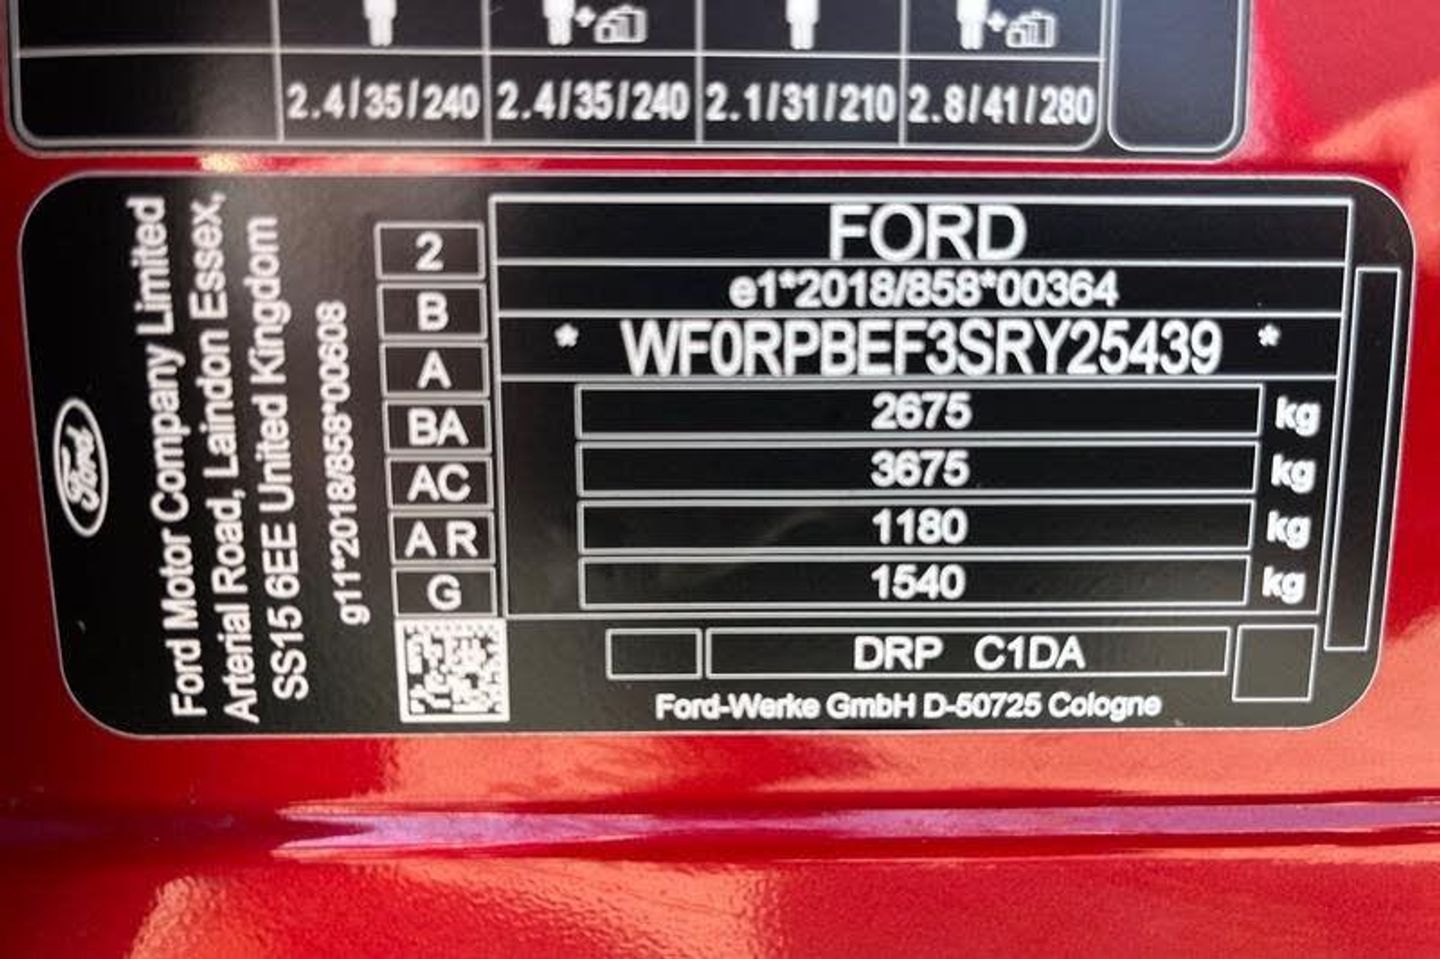 2.4/35/240 2.4/35/240 2.1/31/210 2.8/41/280
Ford
Ford Motor Company Limited
Arterial Road, Laindon Essex,
SS15 6EE United Kingdom
g11*2018/858*00608
2
B
A
BA
AC
A R
G
FORD
e1*2018/858*00364
* WF0RPBEF3SRY25439 *
2675 kg
3675 kg
1180 kg
1540 kg
DRP C1DA
Ford-Werke GmbH D-50725 Cologne